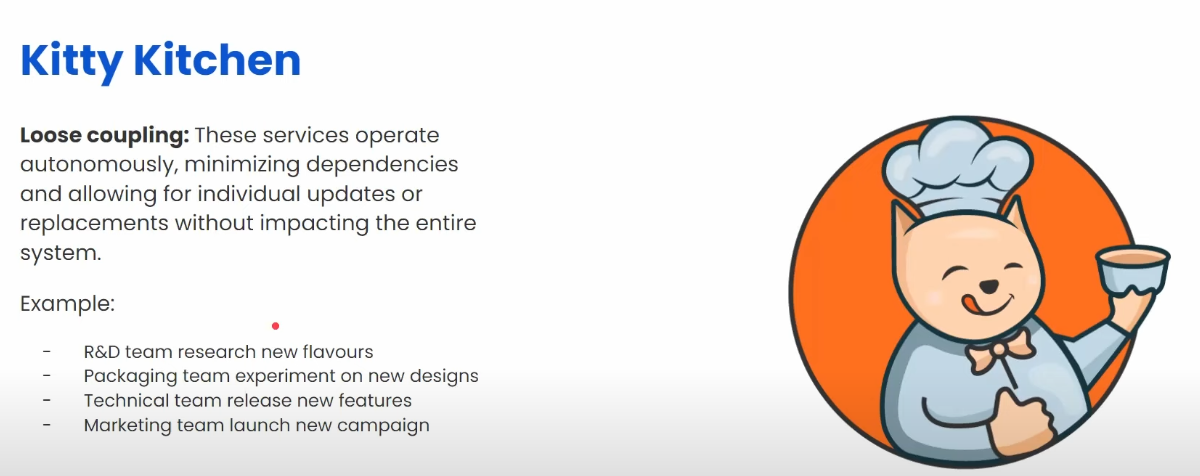 Kitty Kitchen
Loose coupling: These services operate
autonomously, minimizing dependencies
and allowing for individual updates or
replacements without impacting the entire
system.
Example:
- R&D team research new flavours
- Packaging team experiment on new designs
- Technical team release new features
- Marketing team launch new campaign